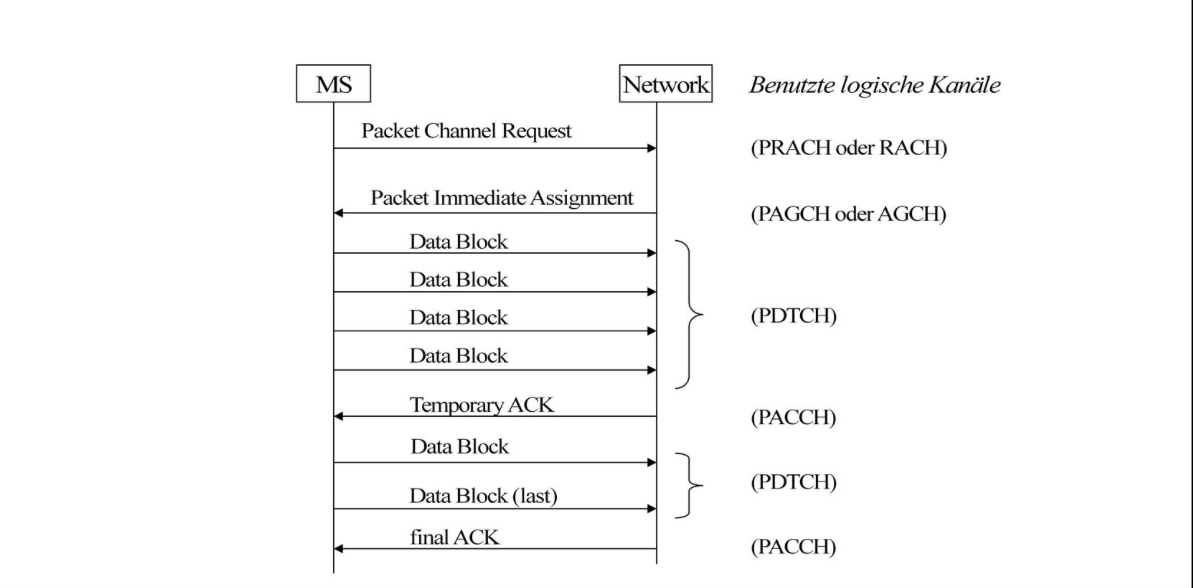 MS Network Benutzte logische Kanäle
Packet Channel Request
(PRACH oder RACH)
Packet Immediate Assignment
(PAGCH oder AGCH)
Data Block
Data Block
Data Block
(PDTCH)
Data Block
Temporary ACK
(PACCH)
Data Block
(PDTCH)
Data Block (last)
final ACK
(PACCH)